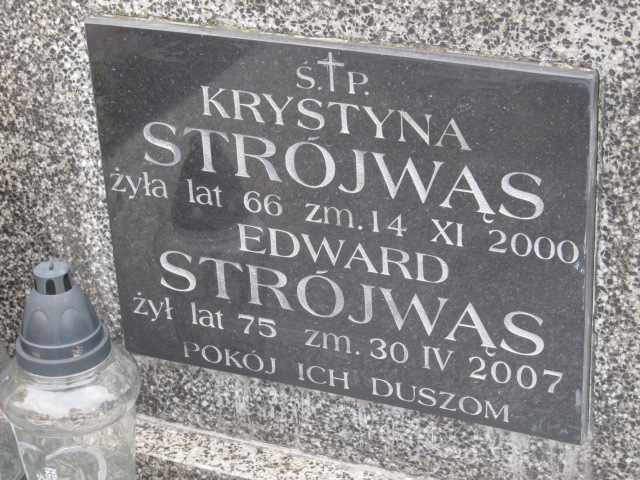 Ś.†P.
KRYSTYNA
STRÓJWĄS
żyła lat 66 zm. 14 XI 2000
EDWARD
STRÓJWĄS
żył lat 75 zm. 30 IV 2007
POKÓJ ICH DUSZOM